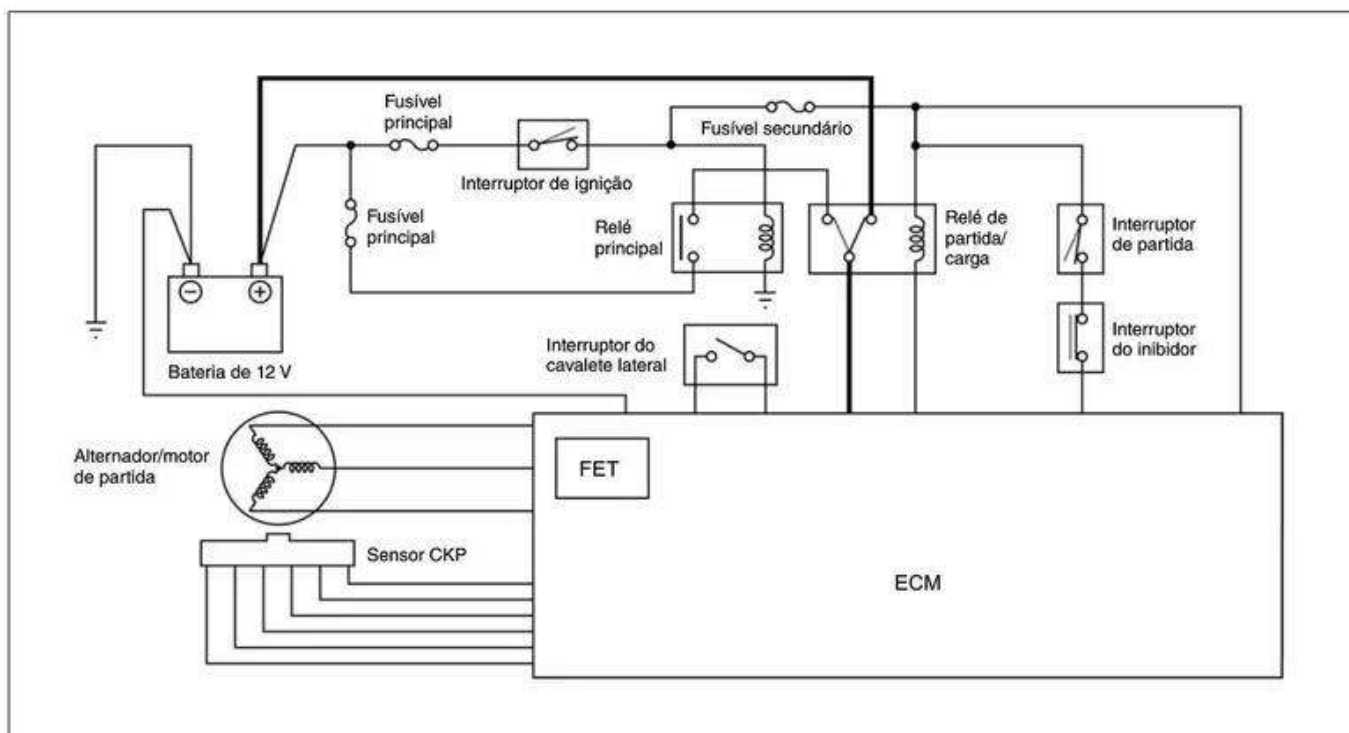 Fusível
principal
Fusível secundário
Interruptor de ignição
Fusível
principal
Relé
principal
Relé de
partida/
carga
Interruptor
de partida
− +
Interruptor do
cavalete lateral
Interruptor
do inibidor
Bateria de 12 V
Alternador/motor
de partida
FET
Sensor CKP
ECM